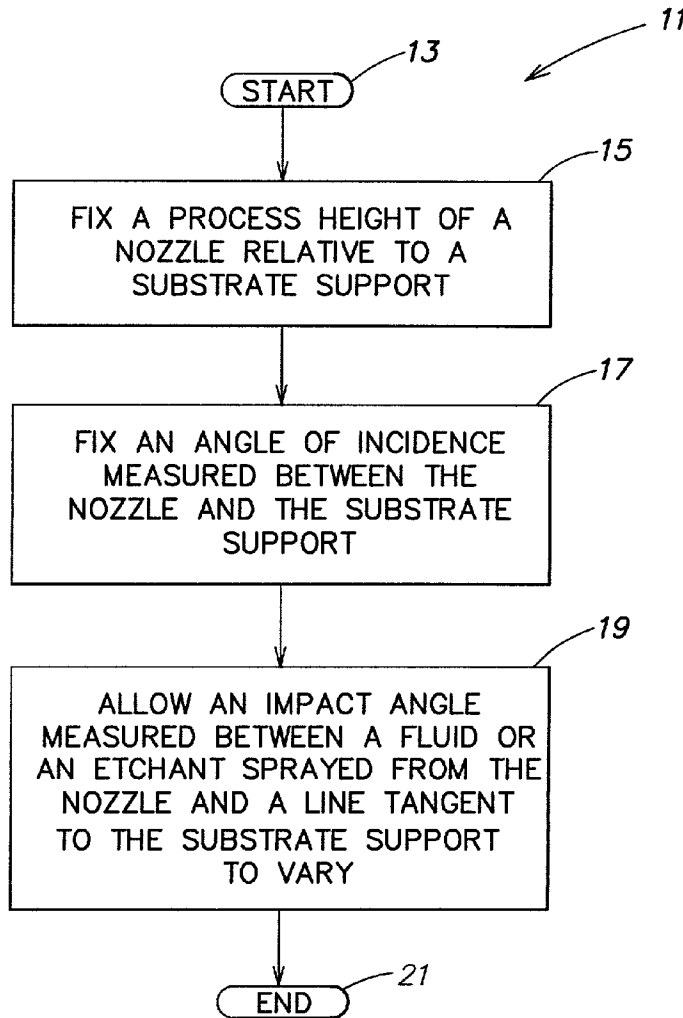 11
13
START
15
FIX A PROCESS HEIGHT OF A
NOZZLE RELATIVE TO A
SUBSTRATE SUPPORT
17
FIX AN ANGLE OF INCIDENCE
MEASURED BETWEEN THE
NOZZLE AND THE SUBSTRATE
SUPPORT
19
ALLOW AN IMPACT ANGLE
MEASURED BETWEEN A FLUID OR
AN ETCHANT SPRAYED FROM THE
NOZZLE AND A LINE TANGENT
TO THE SUBSTRATE SUPPORT
TO VARY
21
END